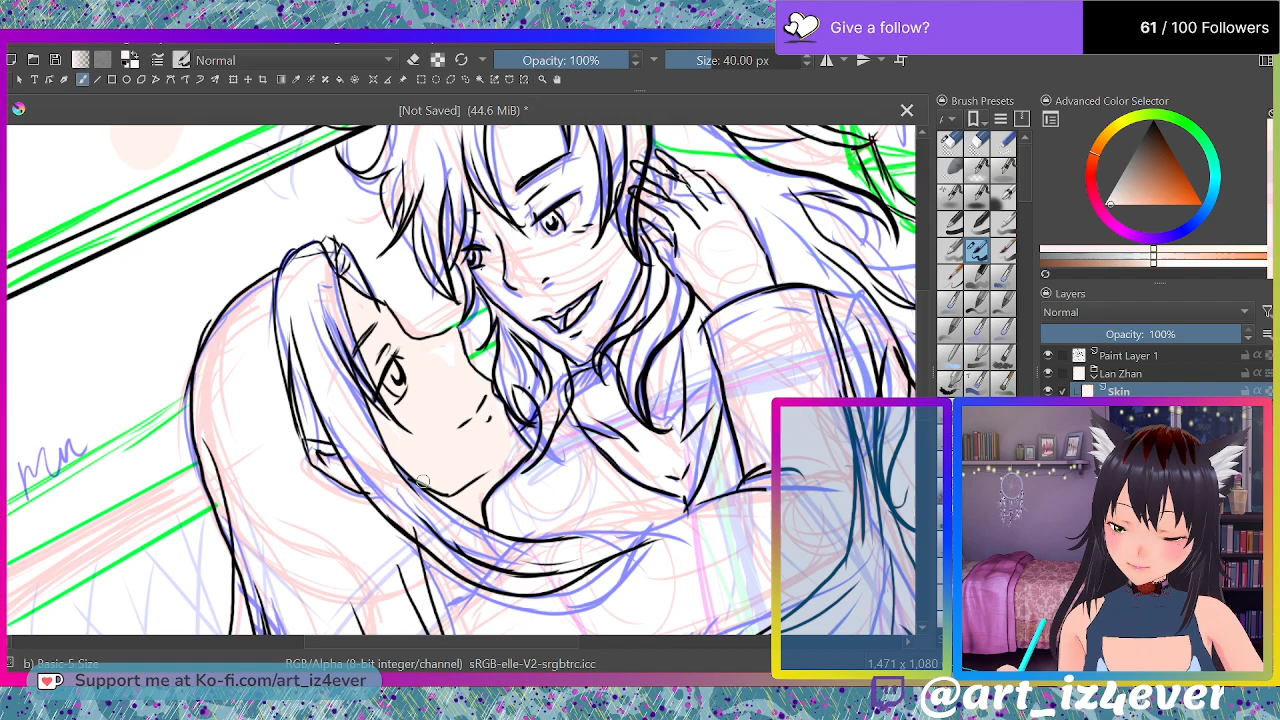 Give a follow?
61 / 100 Followers
Normal
Opacity: 100%
Size: 40.00 px
[Not Saved] (44.6 MiB) *
Brush Presets
Advanced Color Selector
Layers
Normal
Opacity: 100%
Paint Layer 1
Lan Zhan
Skin
b) Basic-5 Size
RGB/Alpha (8-bit integer/channel) sRGB-elle-V2-srgbtrc.icc
1,471 x 1,080
Support me at Ko-fi.com/art_iz4ever
@art_iz4ever